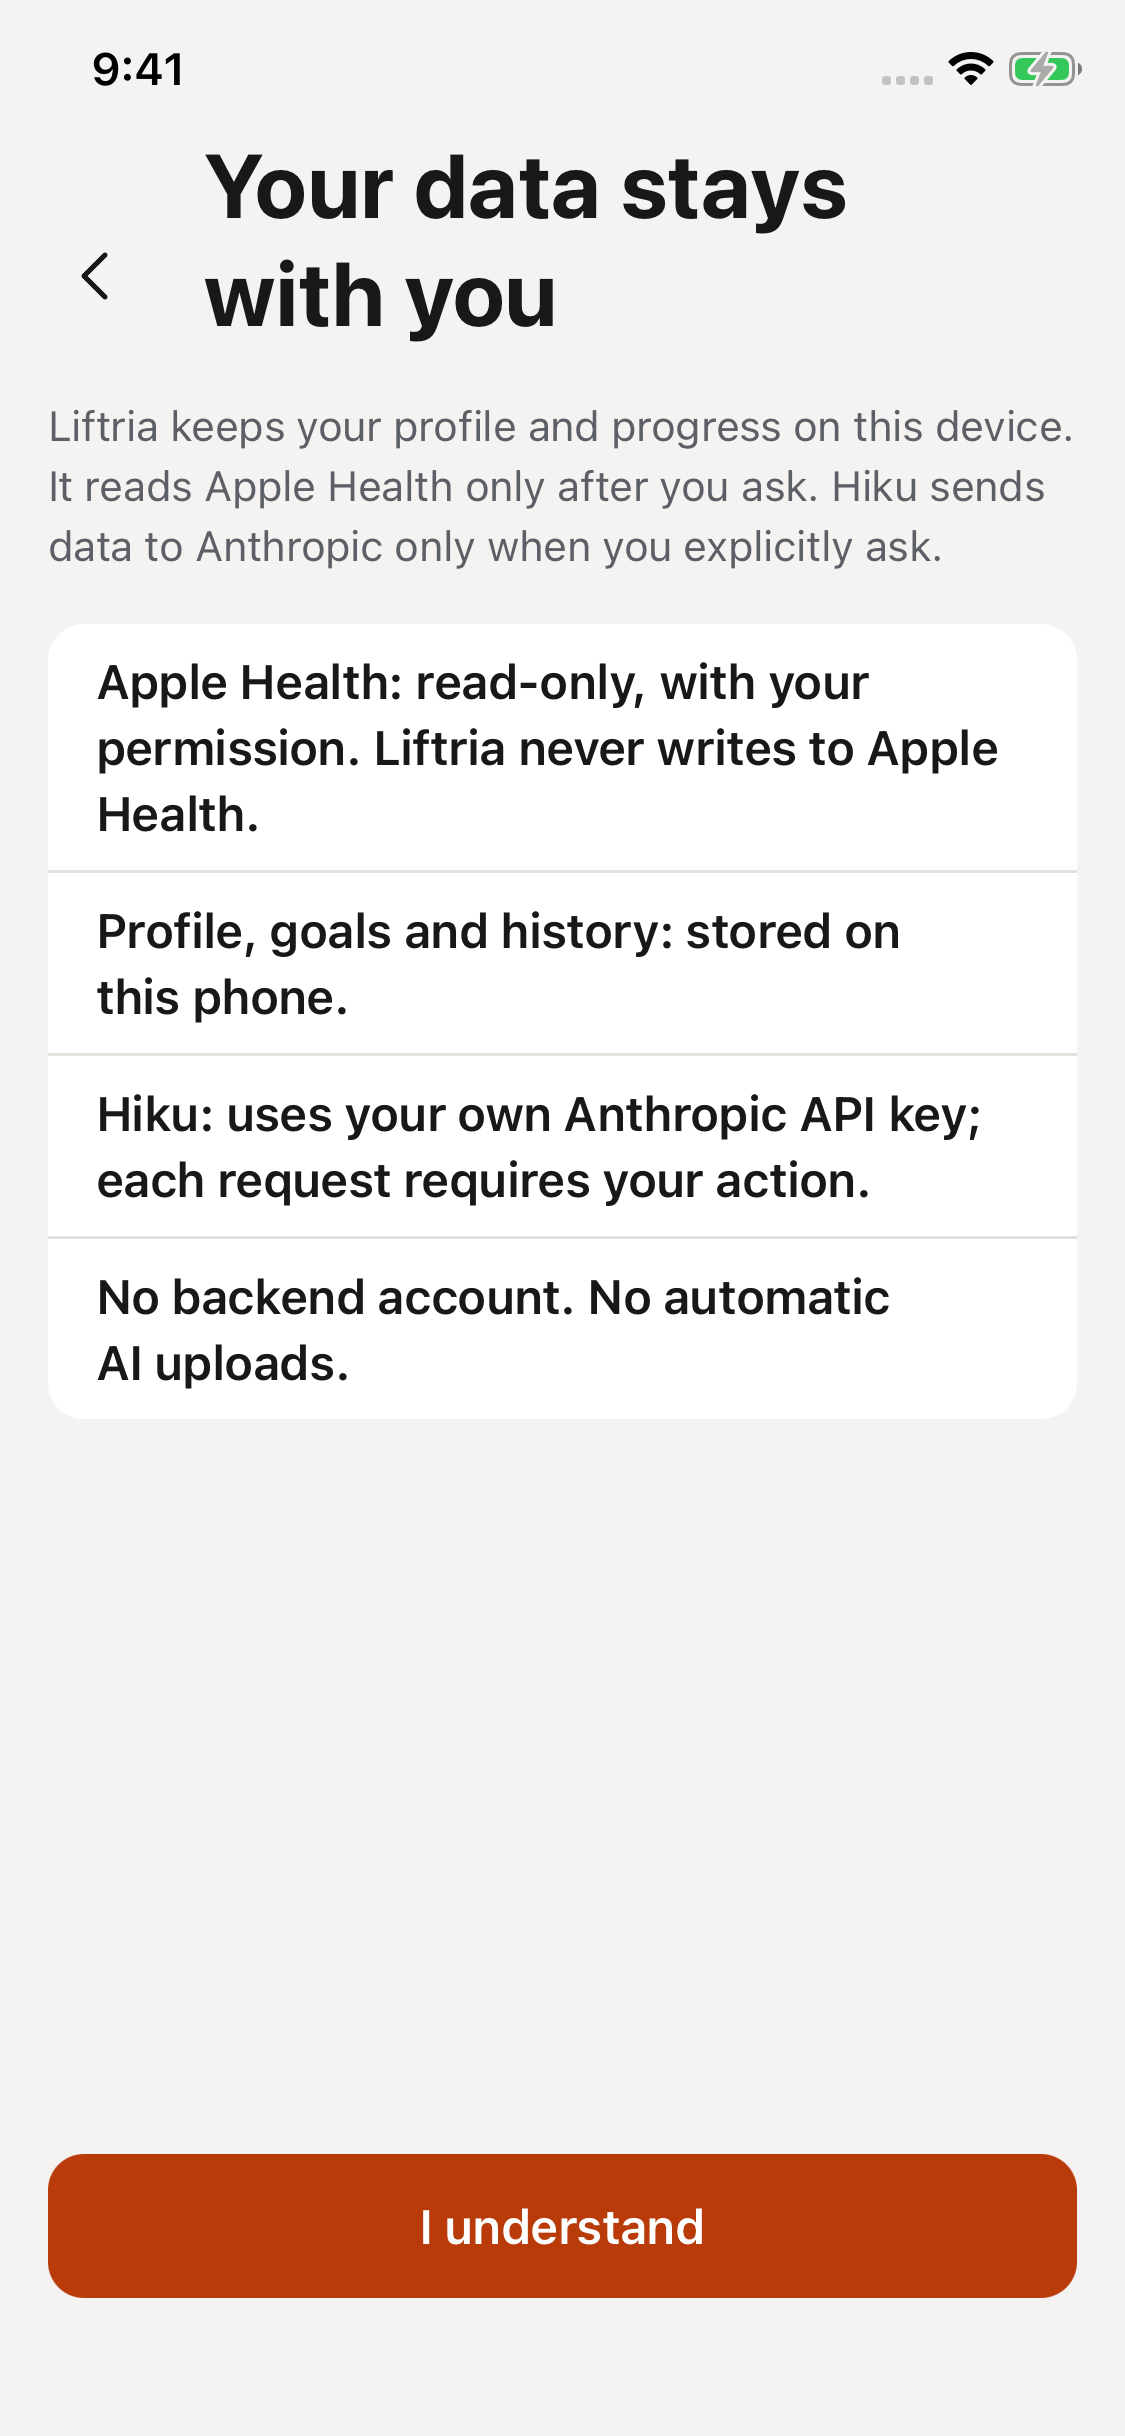 9:41
Your data stays
with you
Liftria keeps your profile and progress on this device.
It reads Apple Health only after you ask. Hiku sends
data to Anthropic only when you explicitly ask.
Apple Health: read-only, with your
permission. Liftria never writes to Apple
Health.
Profile, goals and history: stored on
this phone.
Hiku: uses your own Anthropic API key;
each request requires your action.
No backend account. No automatic
AI uploads.
I understand